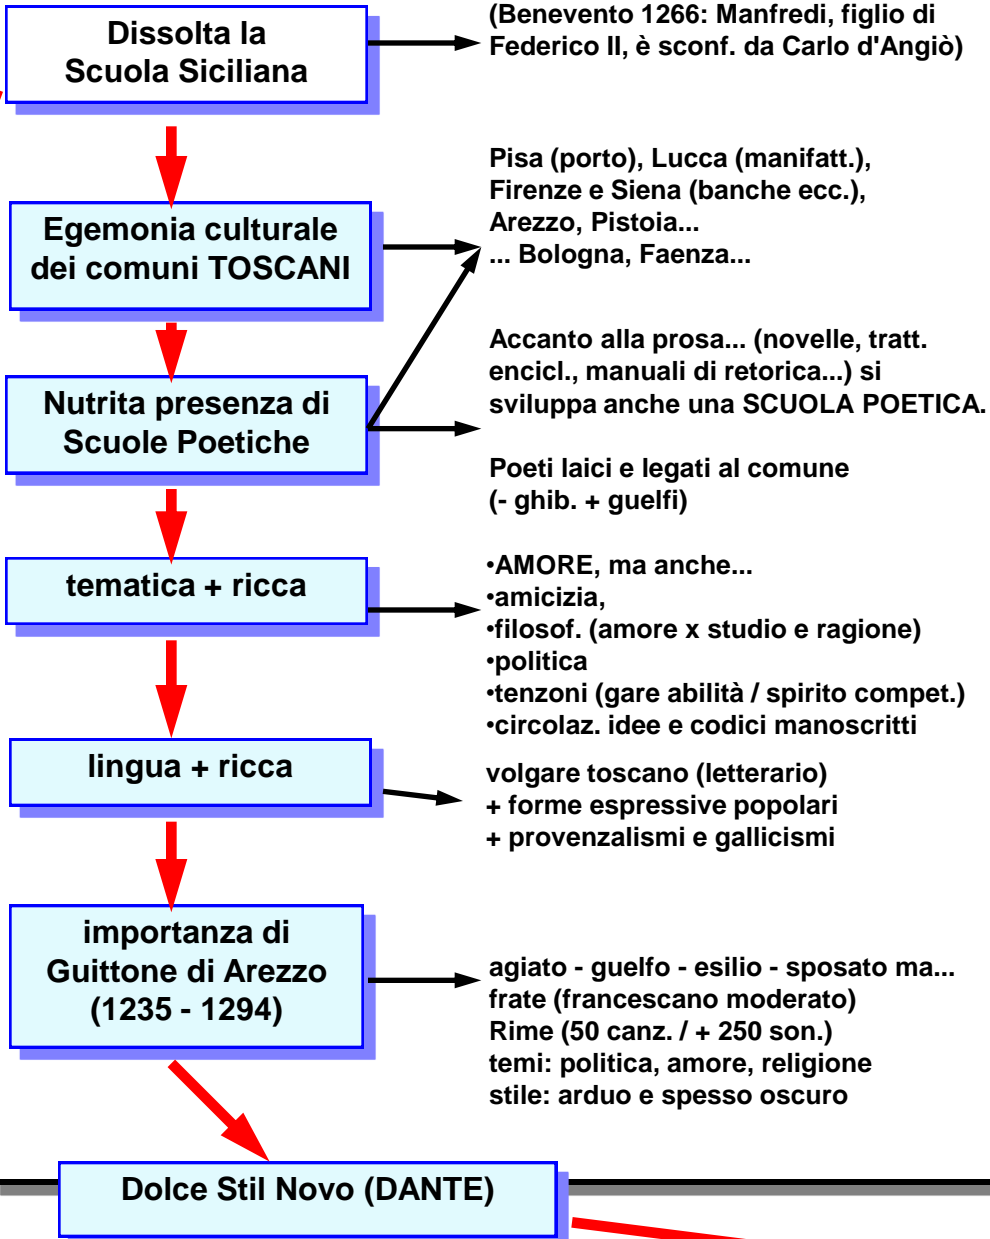 Dissolta la
Scuola Siciliana
(Benevento 1266: Manfredi, figlio di
Federico II, è sconf. da Carlo d'Angiò)
Egemonia culturale
dei comuni TOSCANI
Pisa (porto), Lucca (manifatt.),
Firenze e Siena (banche ecc.),
Arezzo, Pistoia...
... Bologna, Faenza...
Nutrita presenza di
Scuole Poetiche
Accanto alla prosa... (novelle, tratt.
encicl., manuali di retorica...) si
sviluppa anche una SCUOLA POETICA.
Poeti laici e legati al comune
(- ghib. + guelfi)
tematica + ricca
•AMORE, ma anche...
•amicizia,
•filosof. (amore x studio e ragione)
•politica
•tenzoni (gare abilità / spirito compet.)
•circolaz. idee e codici manoscritti
lingua + ricca
volgare toscano (letterario)
+ forme espressive popolari
+ provenzalismi e gallicismi
importanza di
Guittone di Arezzo
(1235 - 1294)
agiato - guelfo - esilio - sposato ma...
frate (francescano moderato)
Rime (50 canz. / + 250 son.)
temi: politica, amore, religione
stile: arduo e spesso oscuro
Dolce Stil Novo (DANTE)